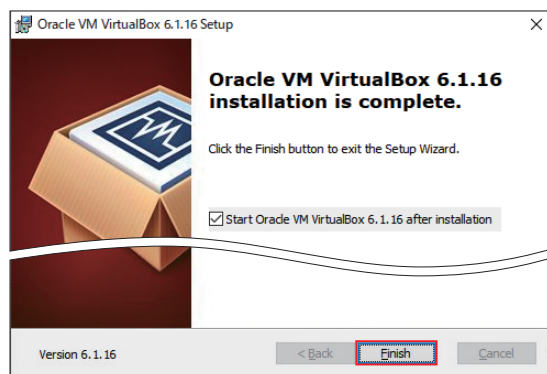 Oracle VM VirtualBox 6.1.16 Setup
Oracle VM VirtualBox 6.1.16
installation is complete.
Click the Finish button to exit the Setup Wizard.
Start Oracle VM VirtualBox 6.1.16 after installation
Version 6.1.16
< Back
Finish
Cancel